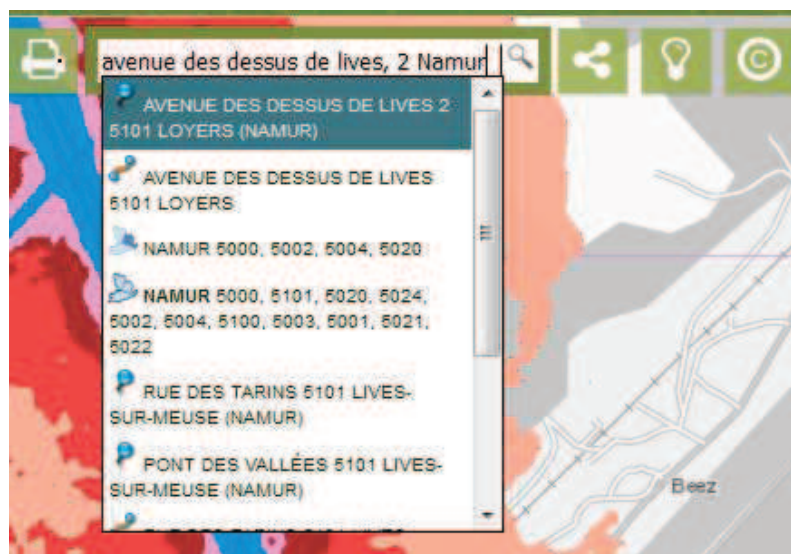 avenue des dessus de lives, 2 Namur
©
AVENUE DES DESSUS DE LIVES 2
5101 LOYERS (NAMUR)
AVENUE DES DESSUS DE LIVES
5101 LOYERS
NAMUR 5000, 5002, 5004, 5020
NAMUR 5000, 5101, 5020, 5024,
5002, 5004, 5100, 5003, 5001, 5021,
5022
RUE DES TARINS 5101 LIVES-
SUR-MEUSE (NAMUR)
PONT DES VALLÉES 5101 LIVES-
SUR-MEUSE (NAMUR)
Beez